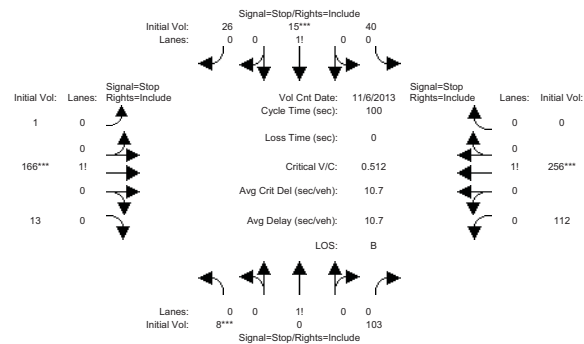 Signal=Stop/Rights=Include
Initial Vol: 26 15*** 40
Lanes: 0 0 1! 0 0
Signal=Stop
Initial Vol: Lanes: Rights=Include
Vol Cnt Date: 11/6/2013
Signal=Stop
Rights=Include Lanes: Initial Vol:
Cycle Time (sec): 100
1 0
0 0
Loss Time (sec): 0
0
0
166*** 1!
Critical V/C: 0.512
1! 256***
0
Avg Crit Del (sec/veh): 10.7
0
13 0
Avg Delay (sec/veh): 10.7
0 112
LOS: B
Lanes: 0 0 1! 0 0
Initial Vol: 8*** 0 103
Signal=Stop/Rights=Include